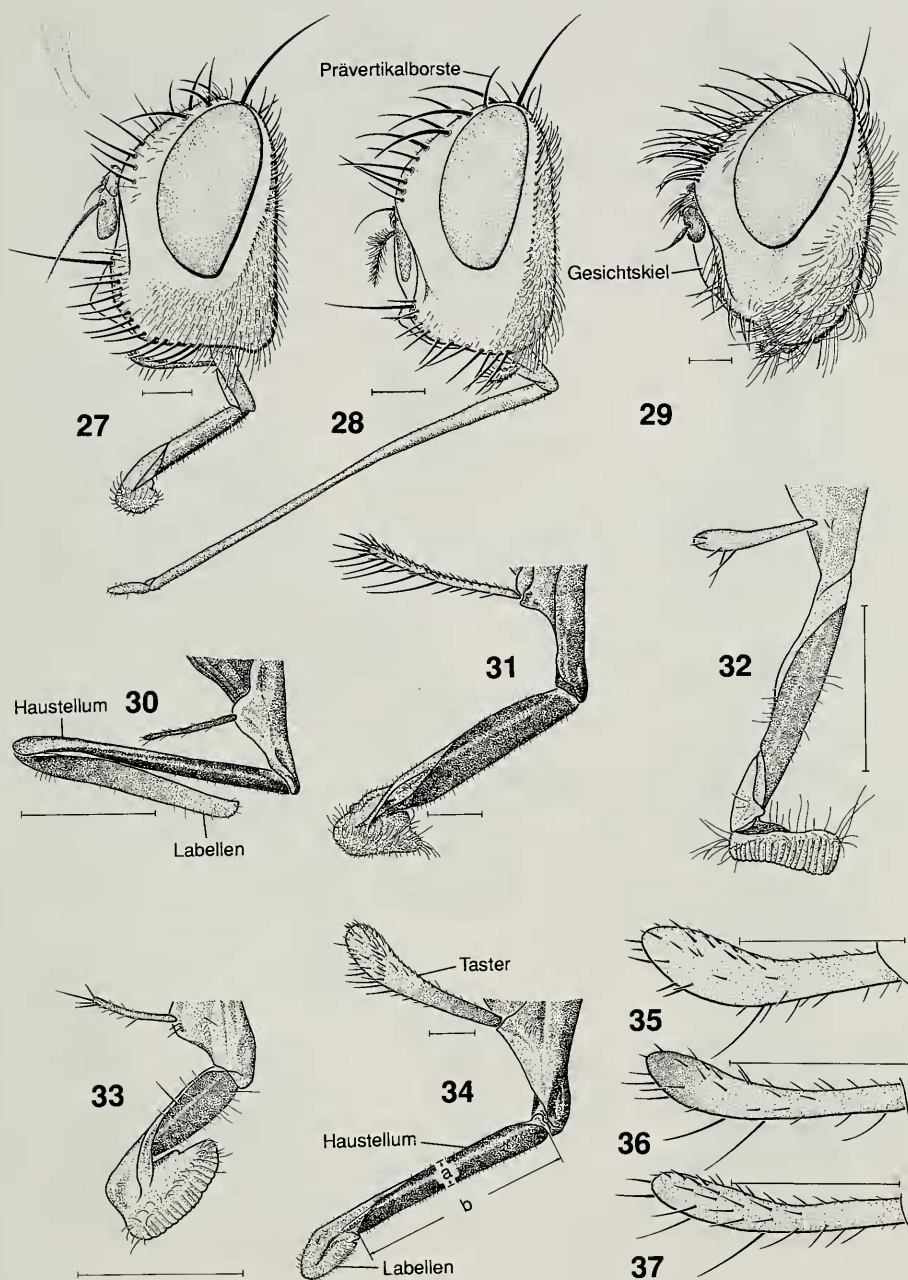 Prävertikalborste
Gesichtskiel
27
28
29
Haustellum
30
31
32
Labellen
33
34
Taster
35
36
Haustellum
a
b
Labellen
37